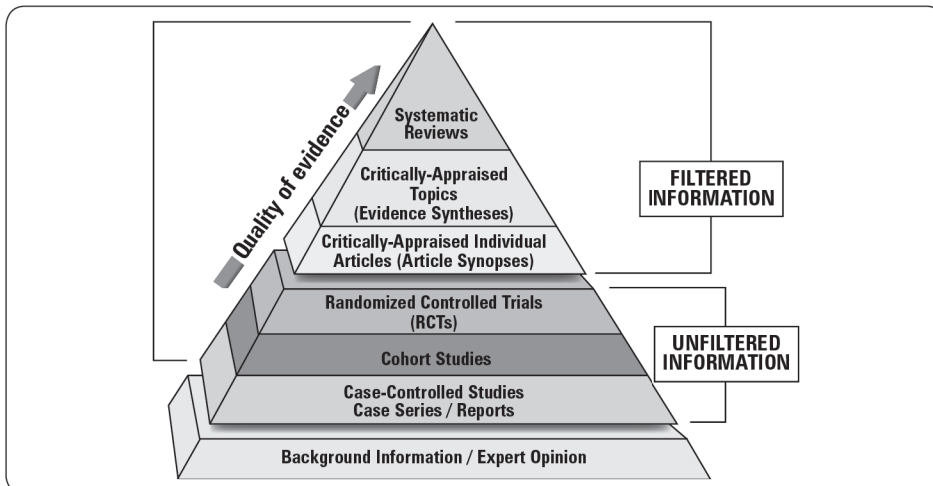 Quality of evidence
Systematic
Reviews
Critically-Appraised
Topics
(Evidence Syntheses)
Critically-Appraised Individual
Articles (Article Synopses)
FILTERED
INFORMATION
Randomized Controlled Trials
(RCTs)
Cohort Studies
Case-Controlled Studies
Case Series / Reports
UNFILTERED
INFORMATION
Background Information / Expert Opinion